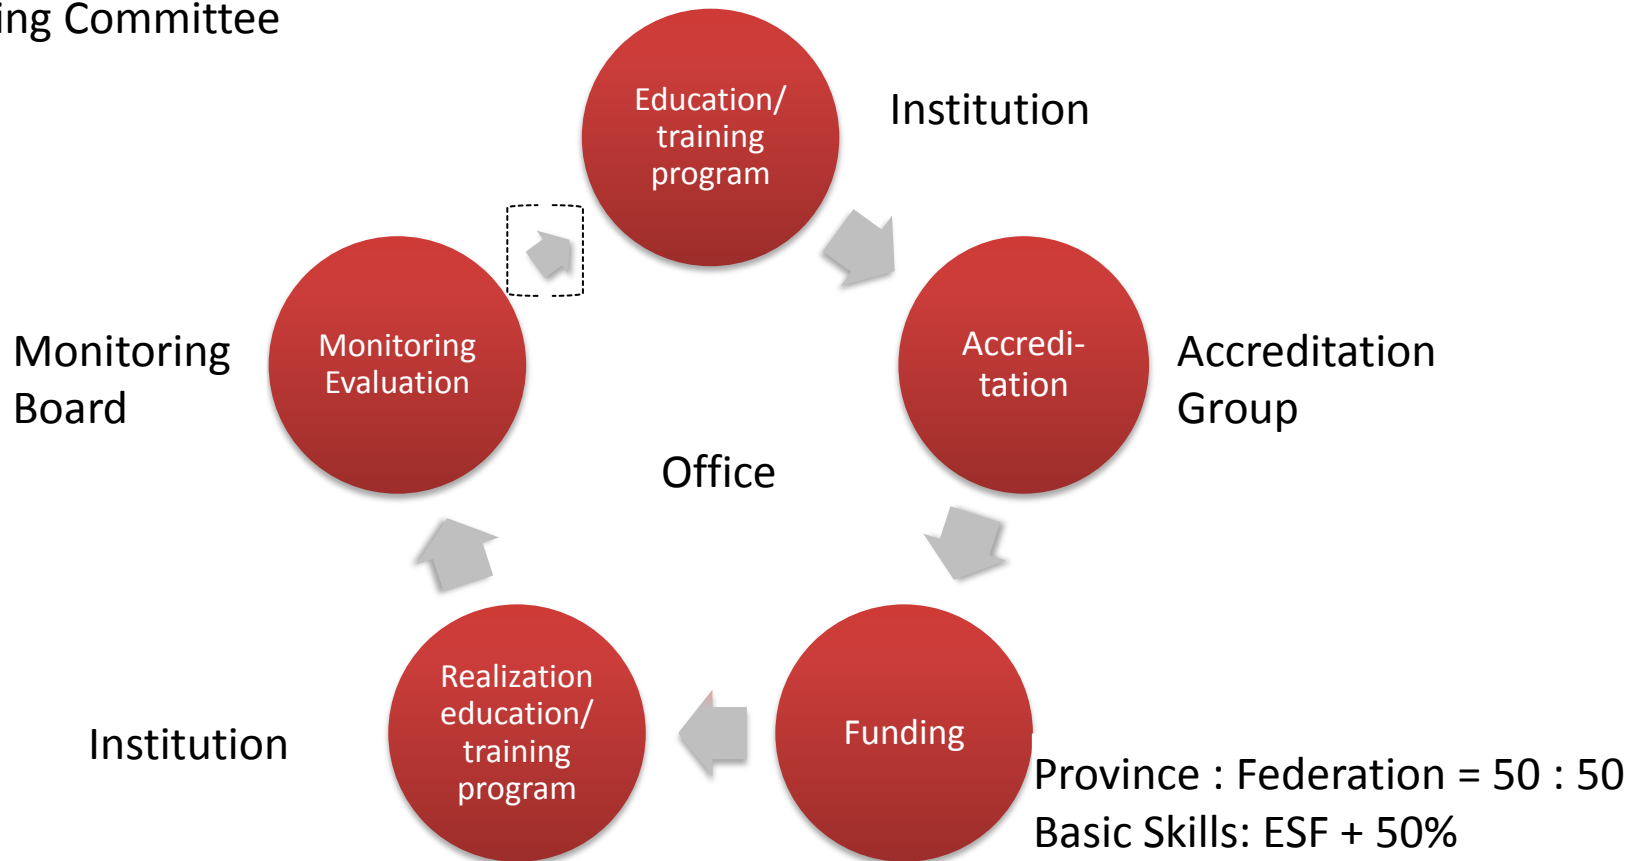 ing Committee
Education/
training
program
Institution
Accredi-
tation
Accreditation
Group
Monitoring
Evaluation
Monitoring
Board
Office
Funding
Province : Federation = 50 : 50
Basic Skills: ESF + 50%
Realization
education/
training
program
Institution